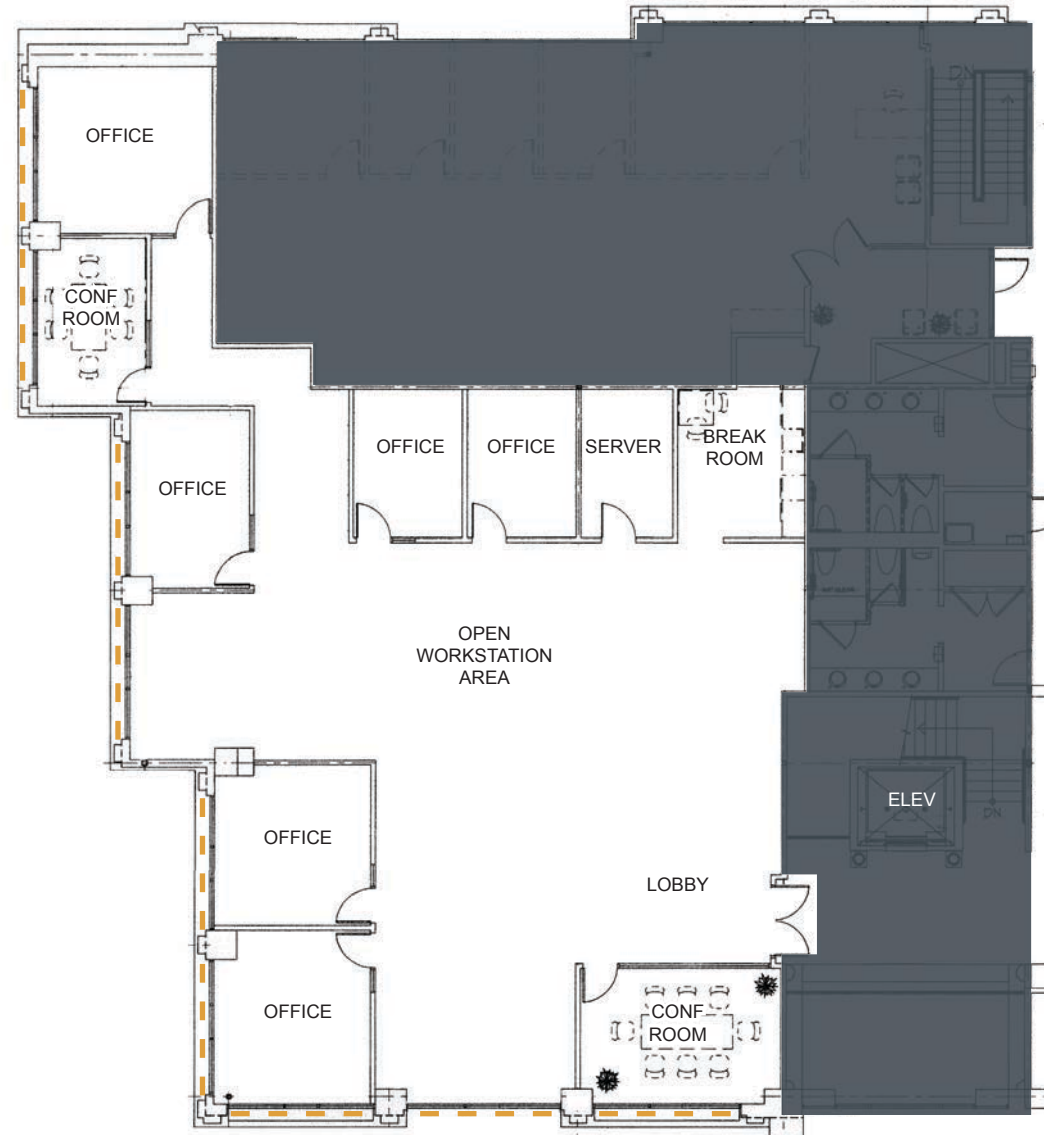 DN
OFFICE
CONF
ROOM
OFFICE
OFFICE
SERVER
BREAK
ROOM
OFFICE
OPEN
WORKSTATION
AREA
ELEV
DN
OFFICE
LOBBY
OFFICE
CONF
ROOM